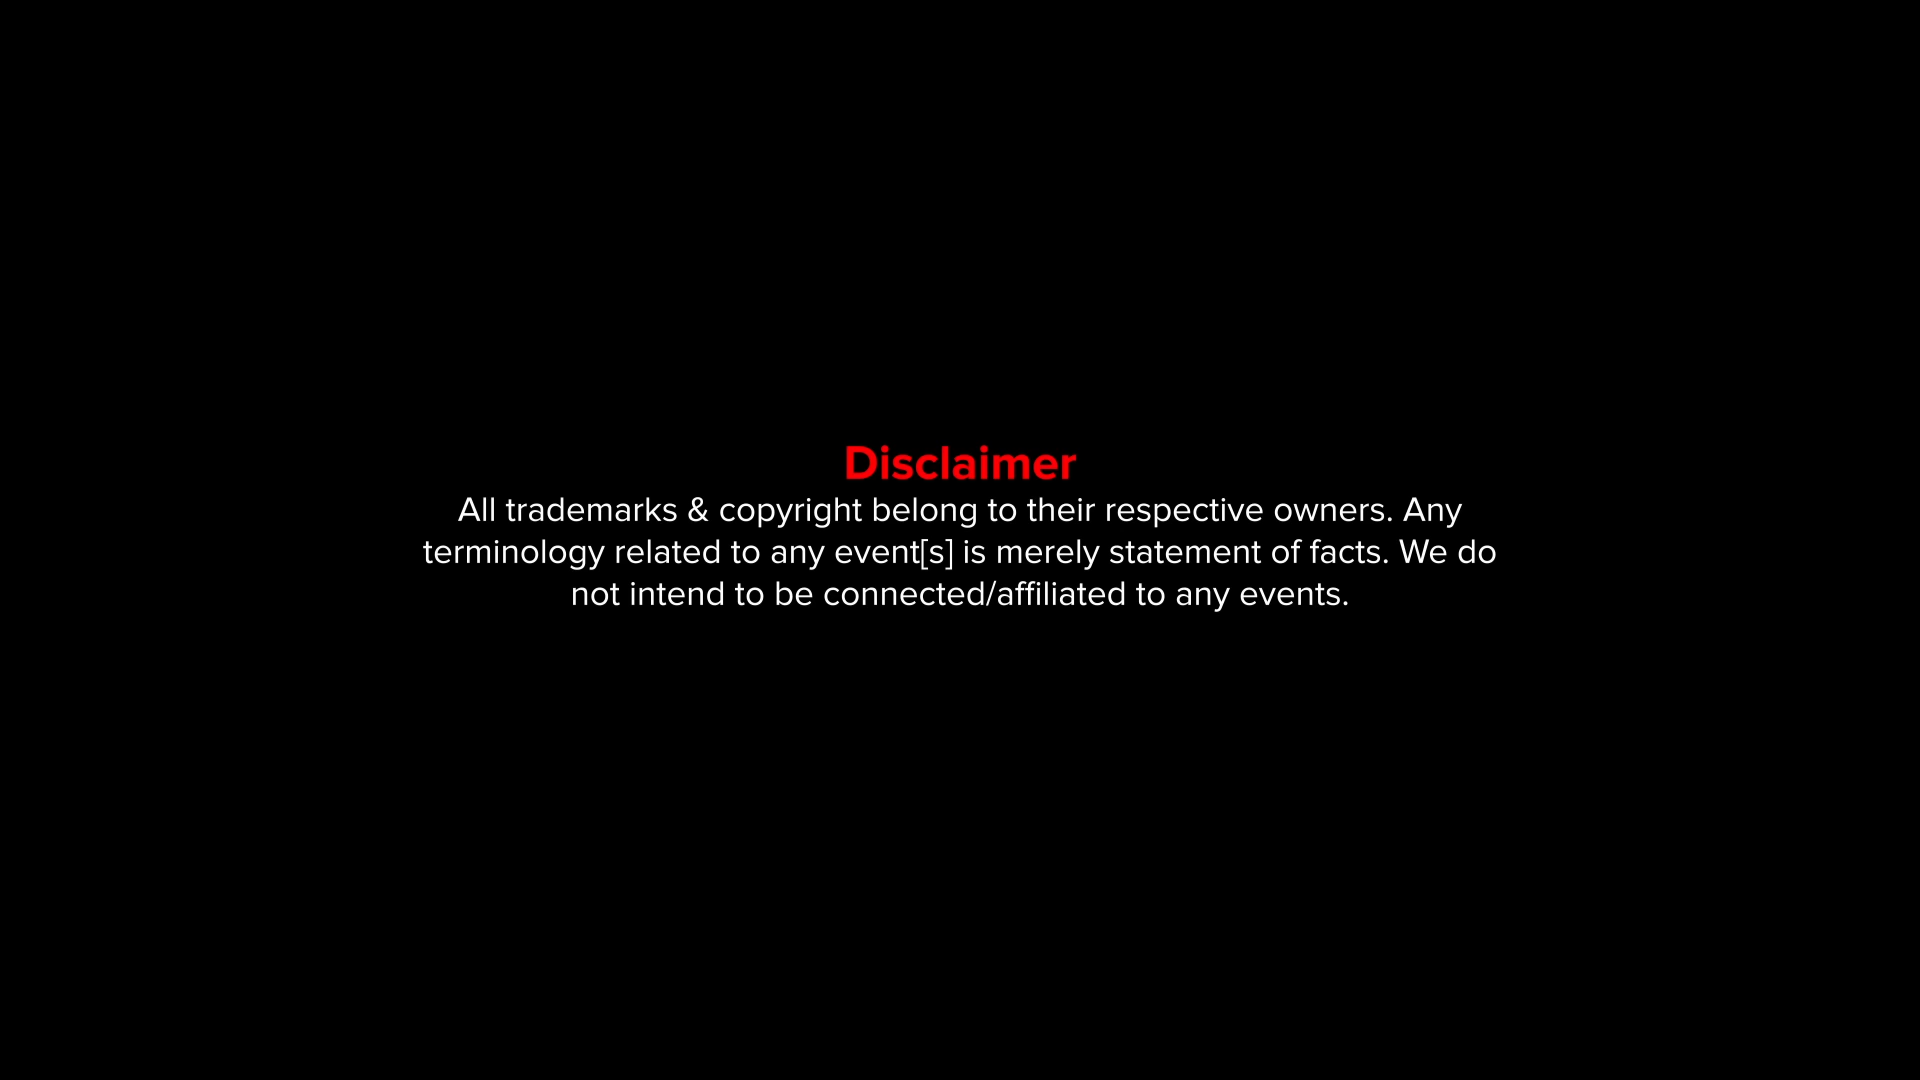 Disclaimer
All trademarks & copyright belong to their respective owners. Any
terminology related to any event[s] is merely statement of facts. We do
not intend to be connected/affiliated to any events.